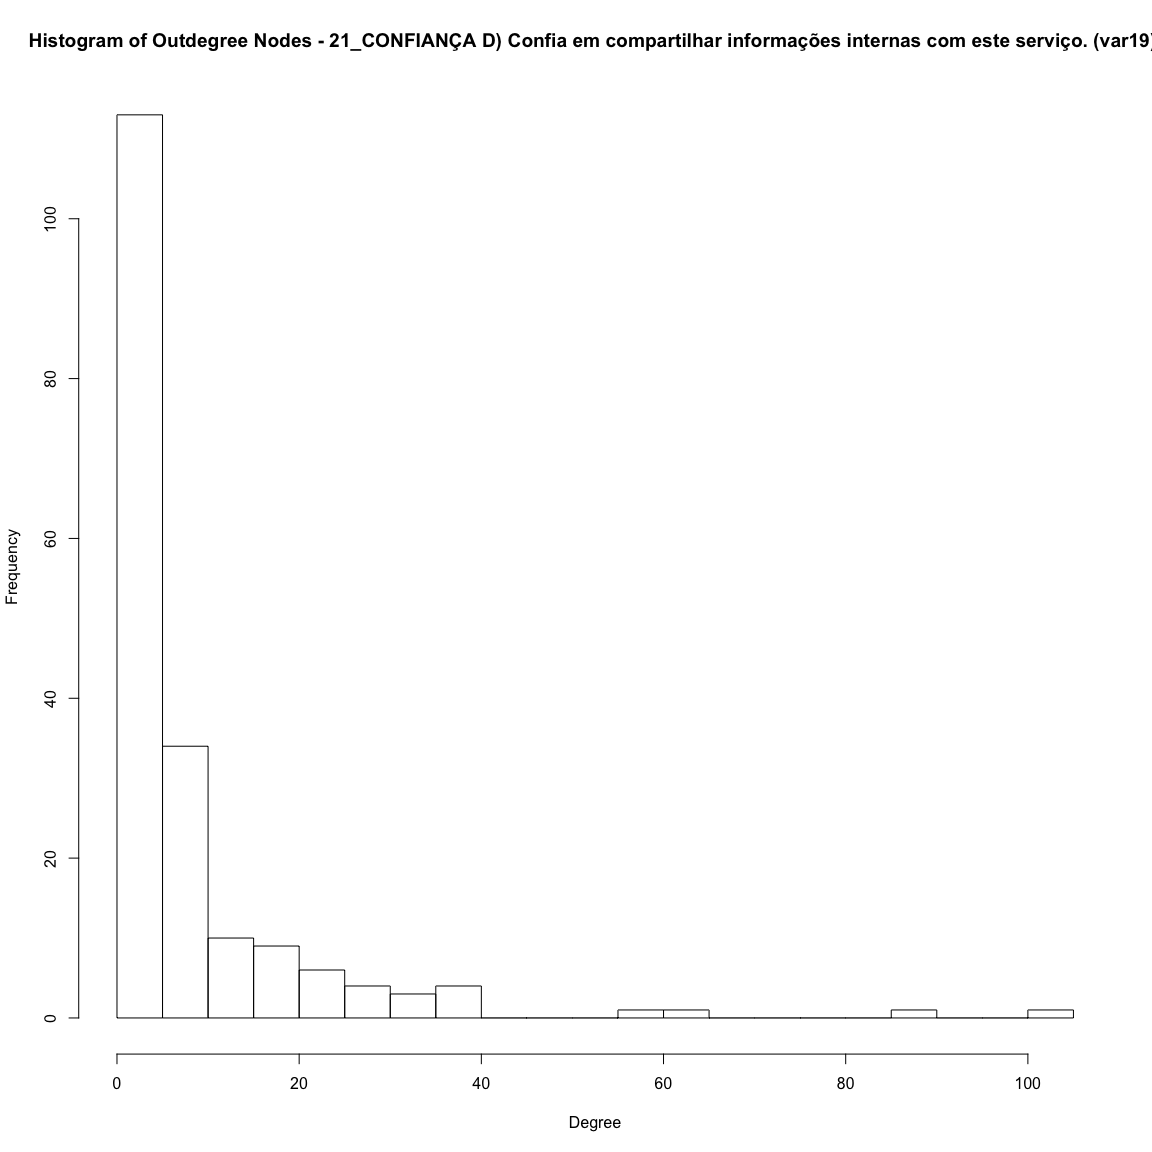 Histogram of Outdegree Nodes - 21_CONFIANÇA D) Confia em compartilhar informações internas com este serviço. (var19)
Frequency
100
80
60
40
20
0
0 20 40 60 80 100
Degree